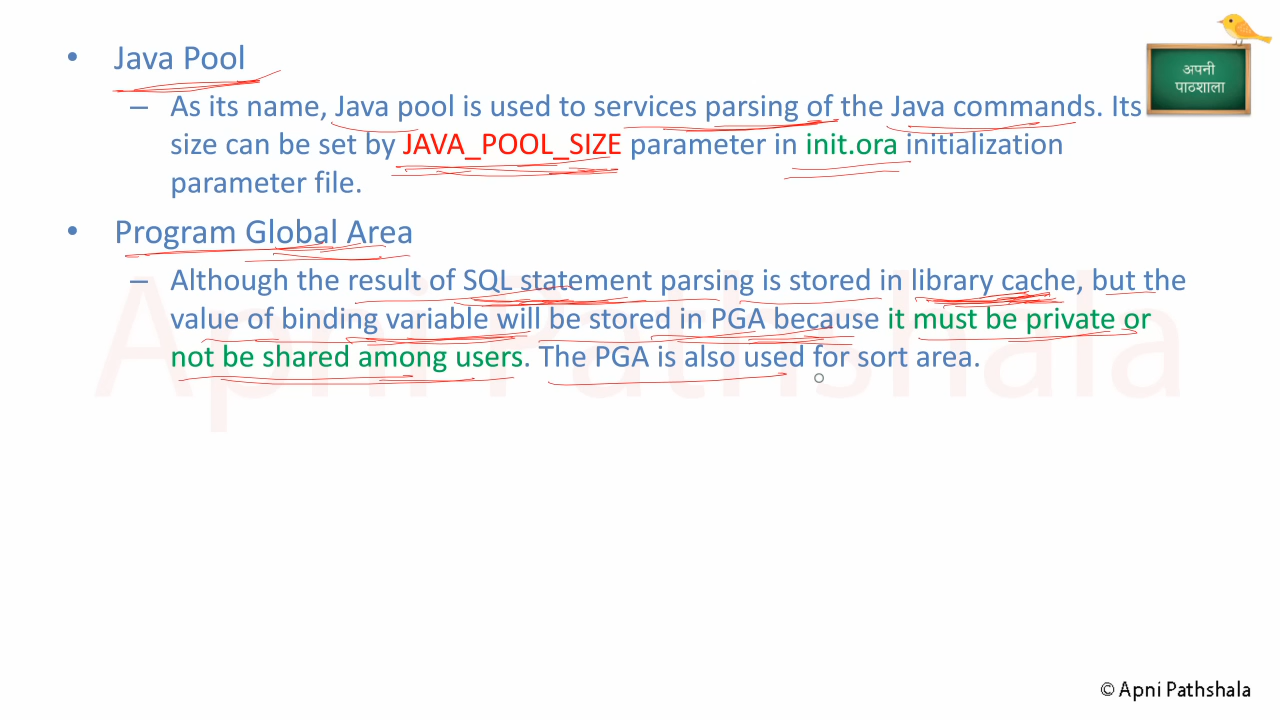 • Java Pool
– As its name, Java pool is used to services parsing of the Java commands. Its
size can be set by JAVA_POOL_SIZE parameter in init.ora initialization
parameter file.
• Program Global Area
– Although the result of SQL statement parsing is stored in library cache, but the
value of binding variable will be stored in PGA because it must be private or
not be shared among users. The PGA is also used for sort area.
अपनी
पाठशाला
Apni Pathshala
© Apni Pathshala